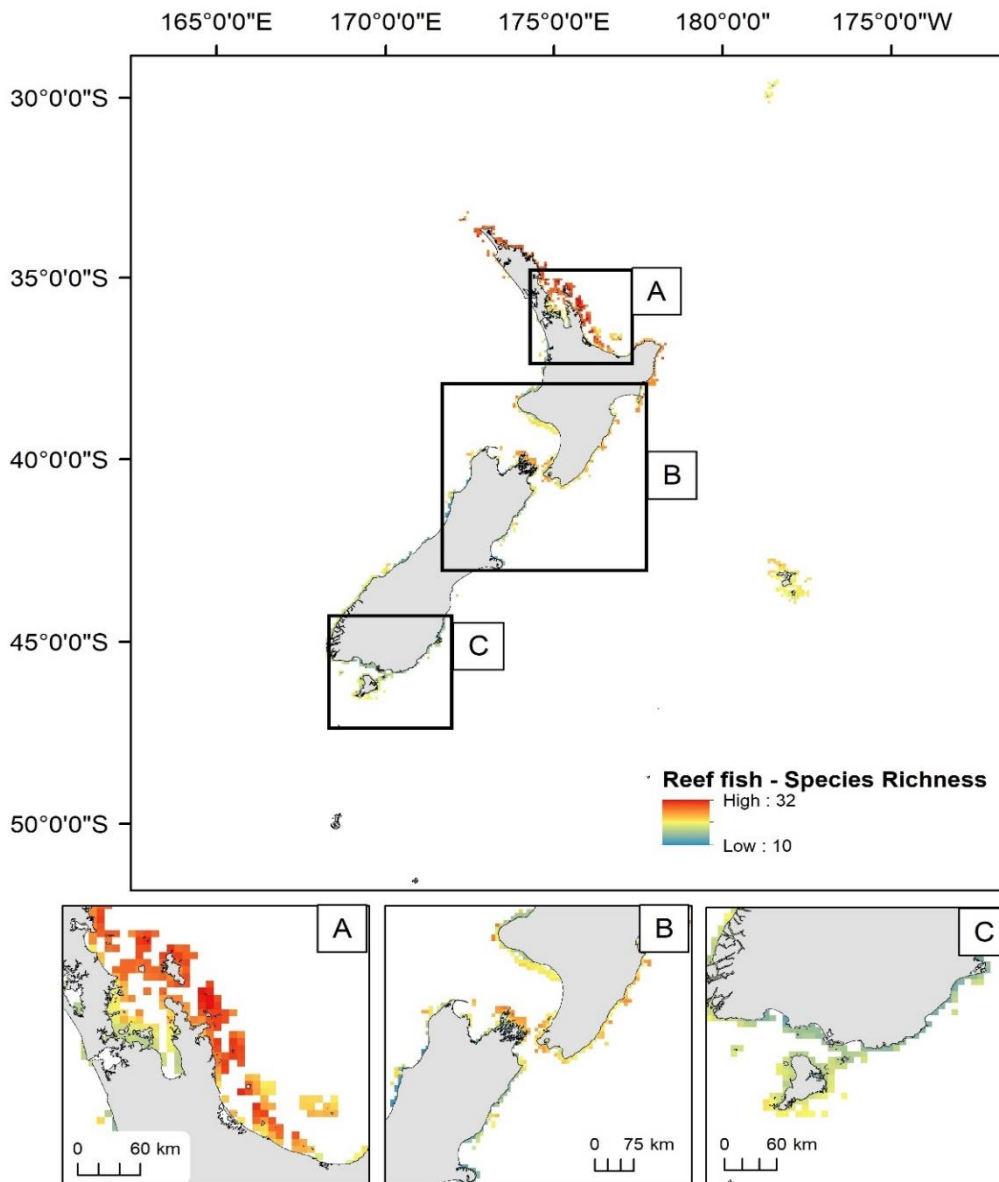 165°0'0"E 170°0'0"E 175°0'0"E 180°0'0" 175°0'0"W
30°0'0"S
35°0'0"S
A
40°0'0"S
B
45°0'0"S
C
Reef fish - Species Richness
High : 32
Low : 10
50°0'0"S
A B C
0 60 km
0 75 km
0 60 km